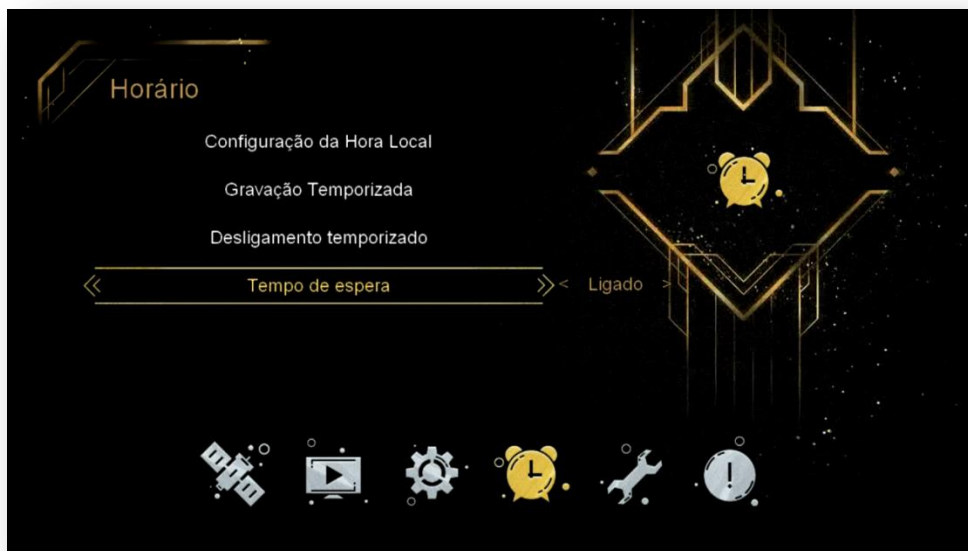 Horário
Configuração da Hora Local
Gravação Temporizada
Desligamento temporizado
Tempo de espera < Ligado >